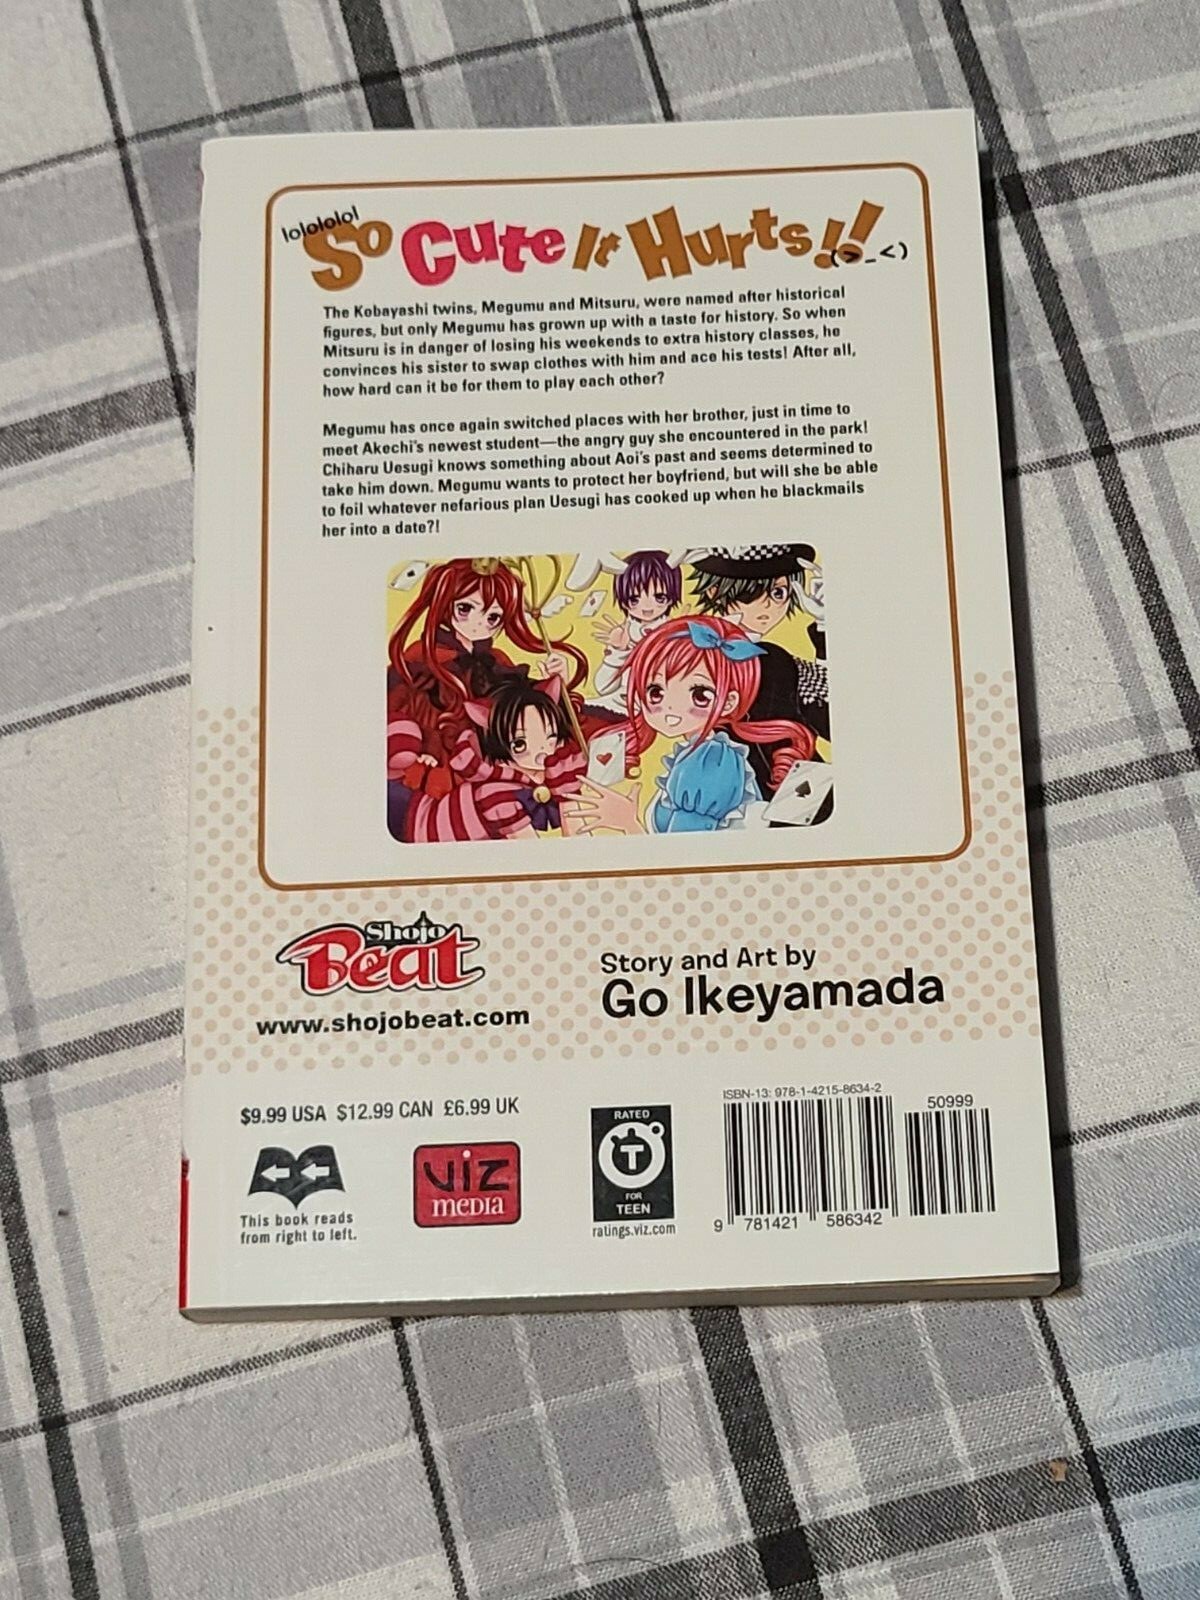 lolololol
So Cute It Hurts!!
(>_<)
The Kobayashi twins, Megumu and Mitsuru, were named after historical
figures, but only Megumu has grown up with a taste for history. So when
Mitsuru is in danger of losing his weekends to extra history classes, he
convinces his sister to swap clothes with him and ace his tests! After all,
how hard can it be for them to play each other?
Megumu has once again switched places with her brother, just in time to
meet Akechi's newest student—the angry guy she encountered in the park!
Chiharu Uesugi knows something about Aoi's past and seems determined to
take him down. Megumu wants to protect her boyfriend, but will she be able
to foil whatever nefarious plan Uesugi has cooked up when he blackmails
her into a date?!
Shojo
Beat
www.shojobeat.com
Story and Art by
Go Ikeyamada
$9.99 USA $12.99 CAN £6.99 UK
This book reads
from right to left.
viz
media
RATED
T
FOR
TEEN
ratings.viz.com
ISBN-13: 978-1-4215-8634-2
50999
9 781421 586342